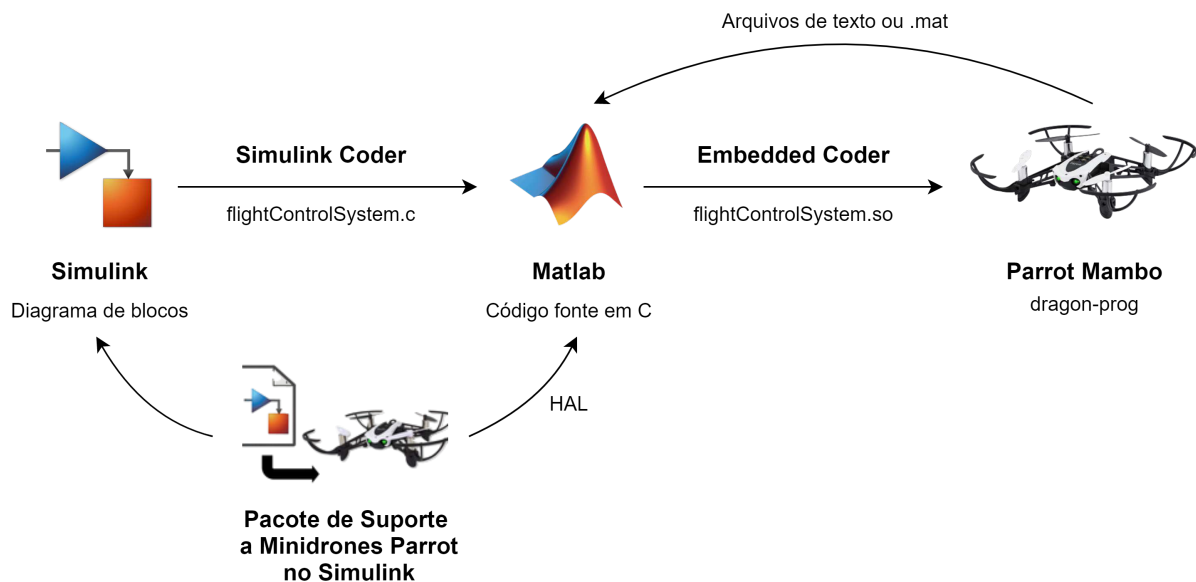 Arquivos de texto ou .mat
Simulink Coder
flightControlSystem.c
Embedded Coder
flightControlSystem.so
Simulink
Diagrama de blocos
Matlab
Código fonte em C
Parrot Mambo
dragon-prog
HAL
Pacote de Suporte
a Minidrones Parrot
no Simulink